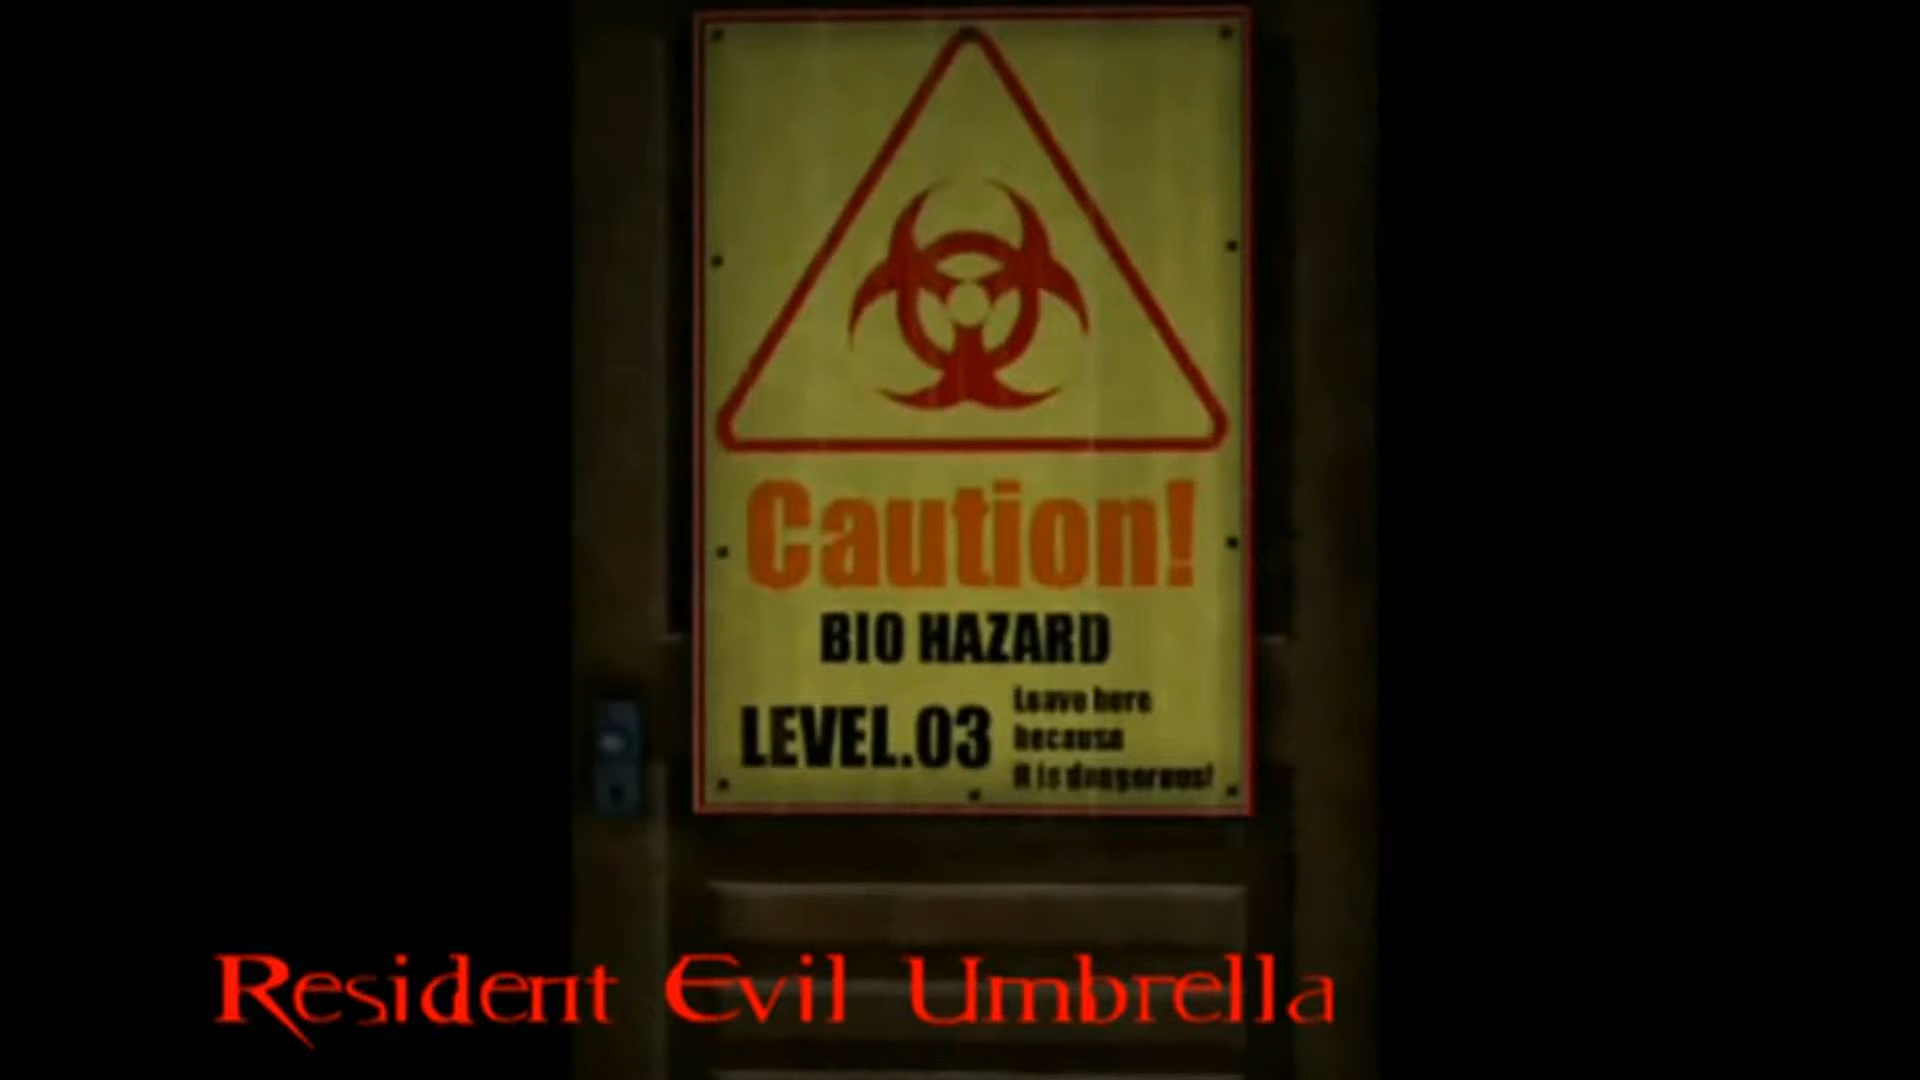 Caution!
BIO HAZARD
LEVEL.03
Leave here
because
it is dangerous!
Resident Evil Umbrella